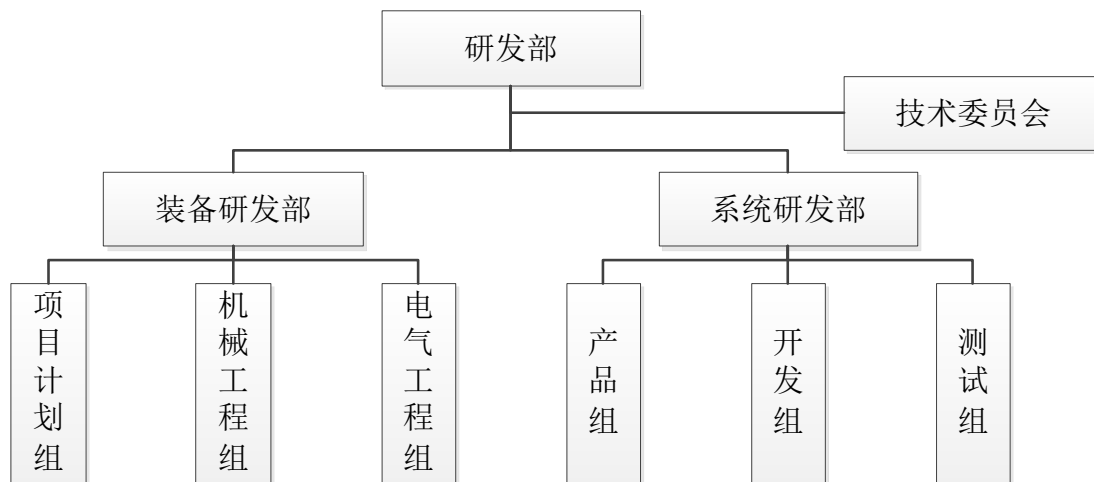 研发部
技术委员会
装备研发部
系统研发部
项目计划组
机械工程组
电气工程组
产品组
开发组
测试组